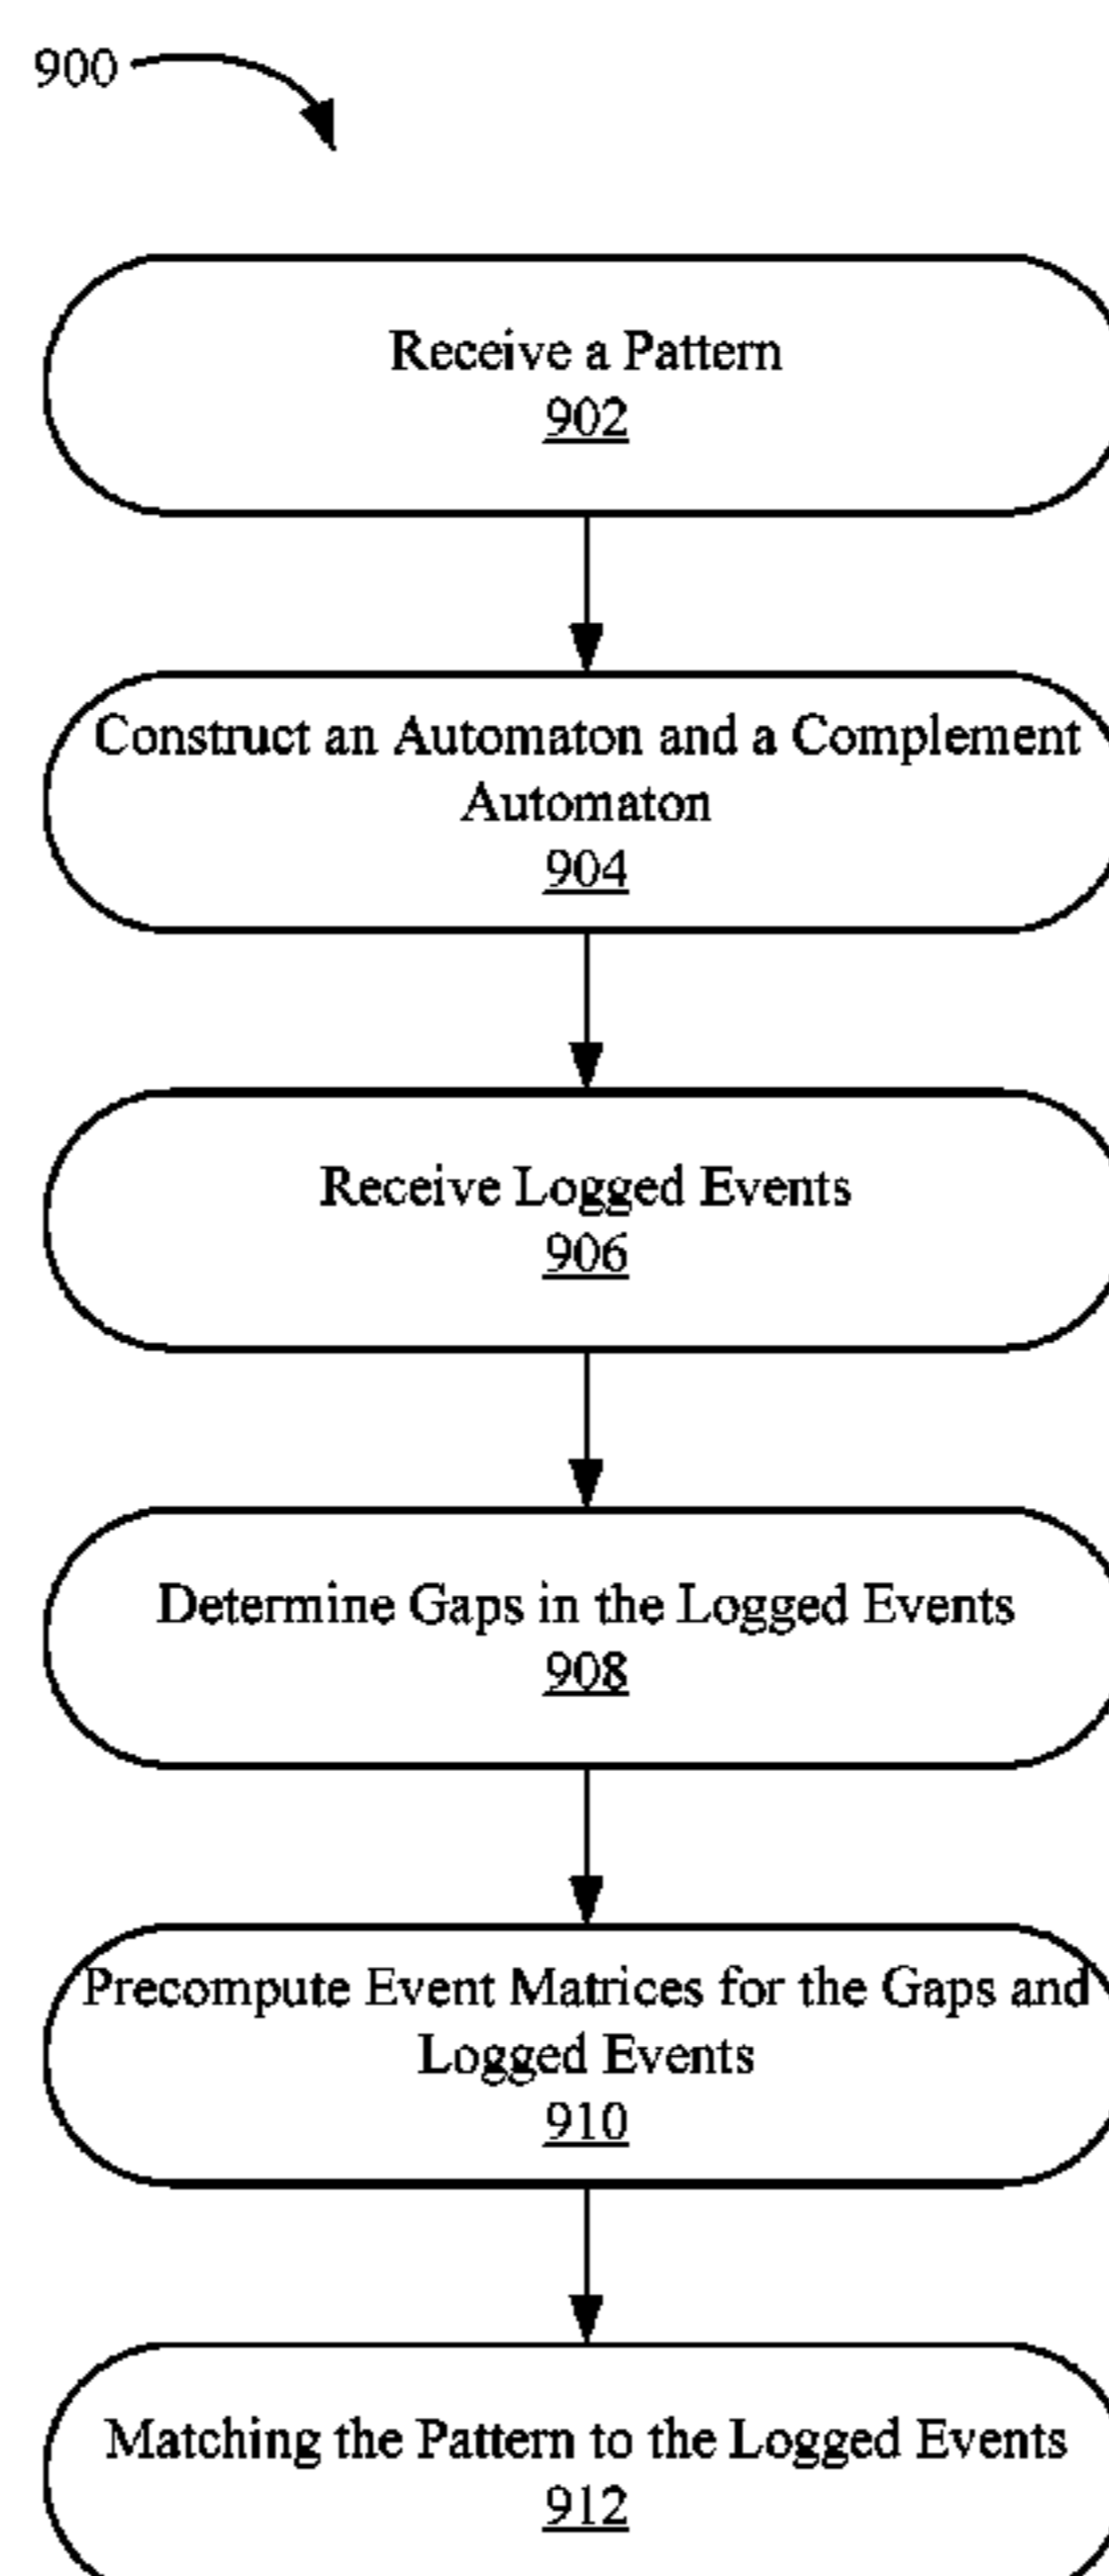 900
Receive a Pattern
902
Construct an Automaton and a Complement
Automaton
904
Receive Logged Events
906
Determine Gaps in the Logged Events
908
Precompute Event Matrices for the Gaps and
Logged Events
910
Matching the Pattern to the Logged Events
912